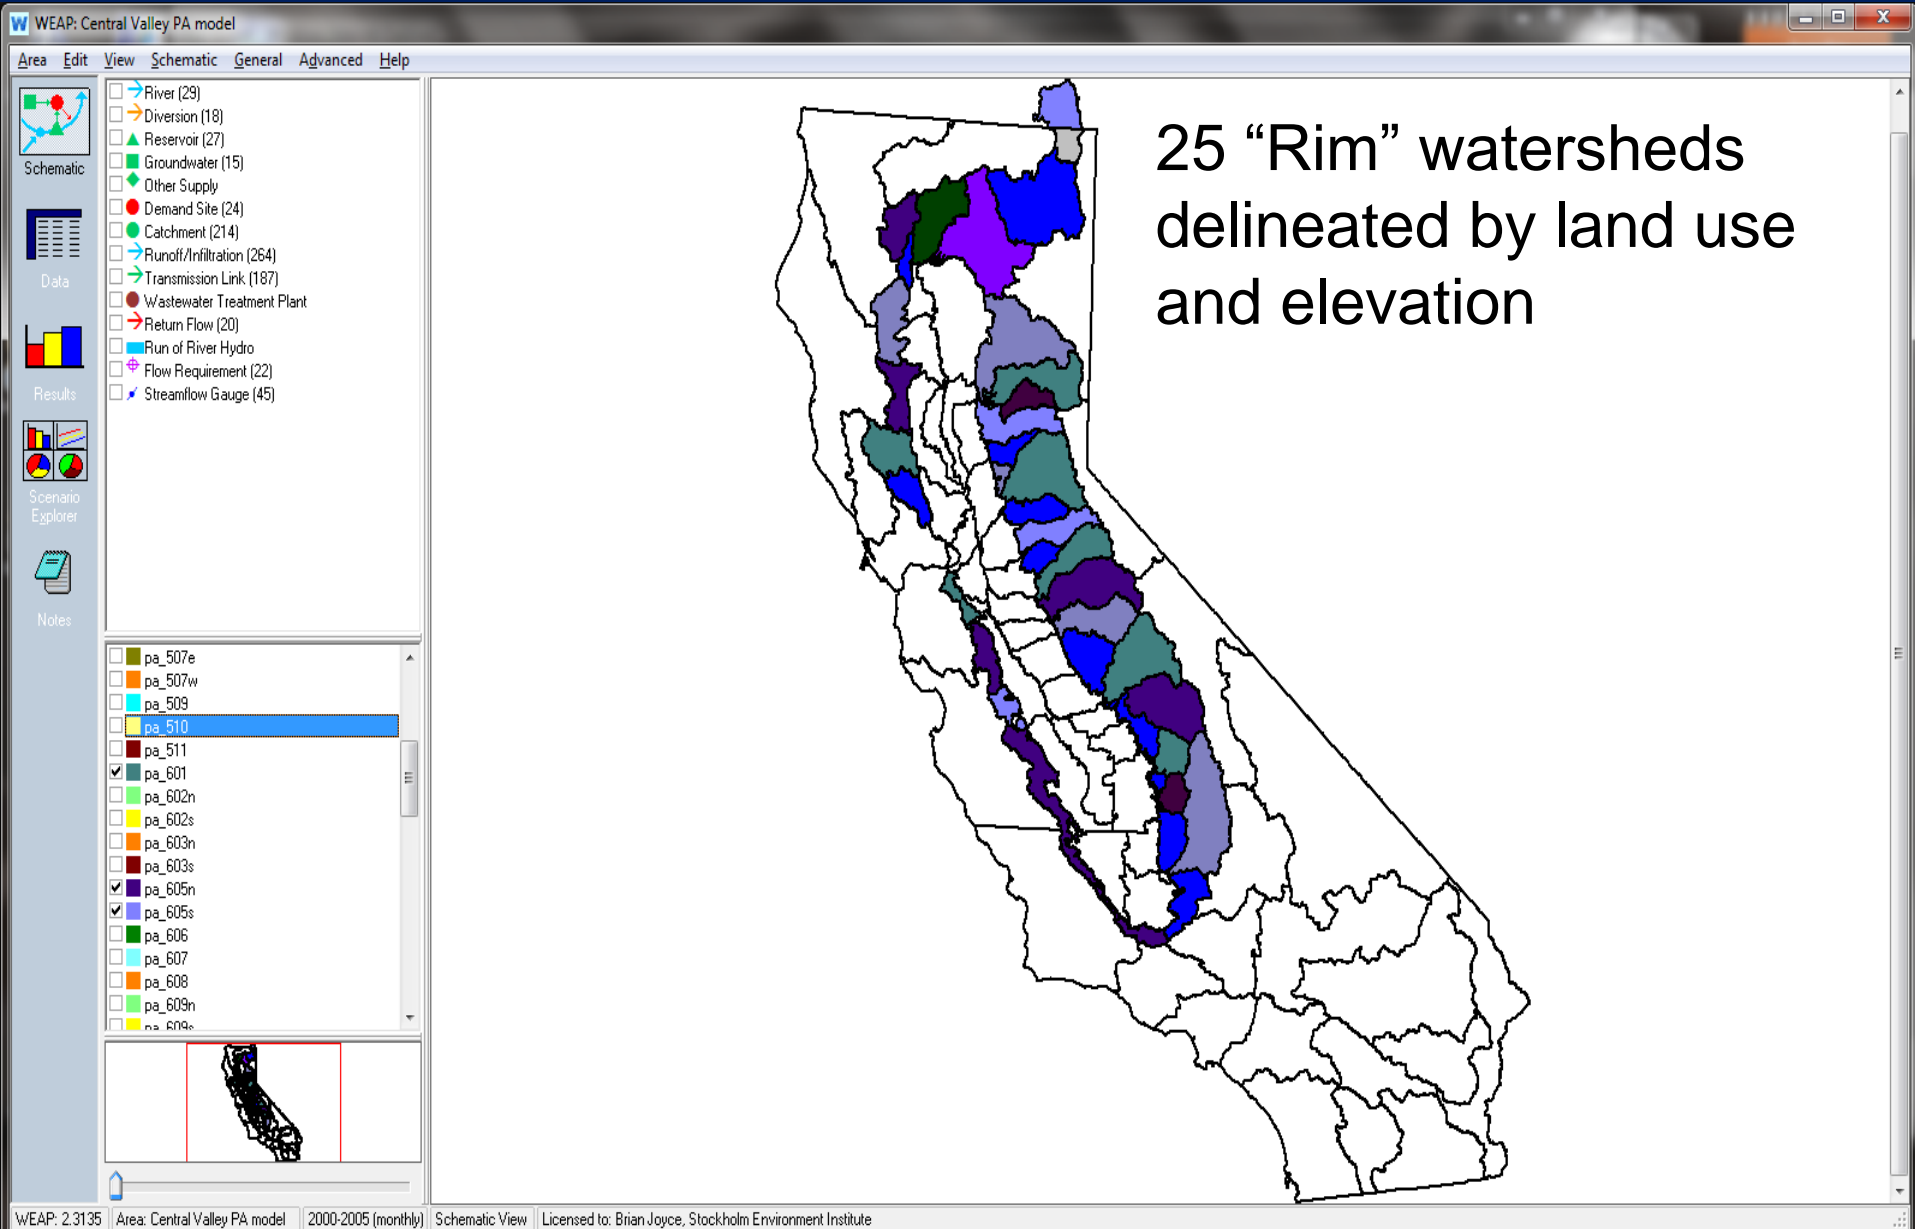 WEAP: Central Valley PA model
Area Edit View Schematic General Advanced Help
Schematic
Data
Results
Scenario
Explorer
Notes
River (29)
Diversion (18)
Reservoir (27)
Groundwater (15)
Other Supply
Demand Site (24)
Catchment (214)
Runoff/Infiltration (264)
Transmission Link (187)
Wastewater Treatment Plant
Return Flow (20)
Run of River Hydro
Flow Requirement (22)
Streamflow Gauge (45)
pa_507e
pa_507w
pa_509
pa_510
pa_511
pa_601
pa_602n
pa_602s
pa_603n
pa_603s
pa_605n
pa_605s
pa_606
pa_607
pa_608
pa_609n
pa_609s
25 “Rim” watersheds
delineated by land use
and elevation
WEAP: 2.3135 Area: Central Valley PA model 2000-2005 (monthly) Schematic View Licensed to: Brian Joyce, Stockholm Environment Institute